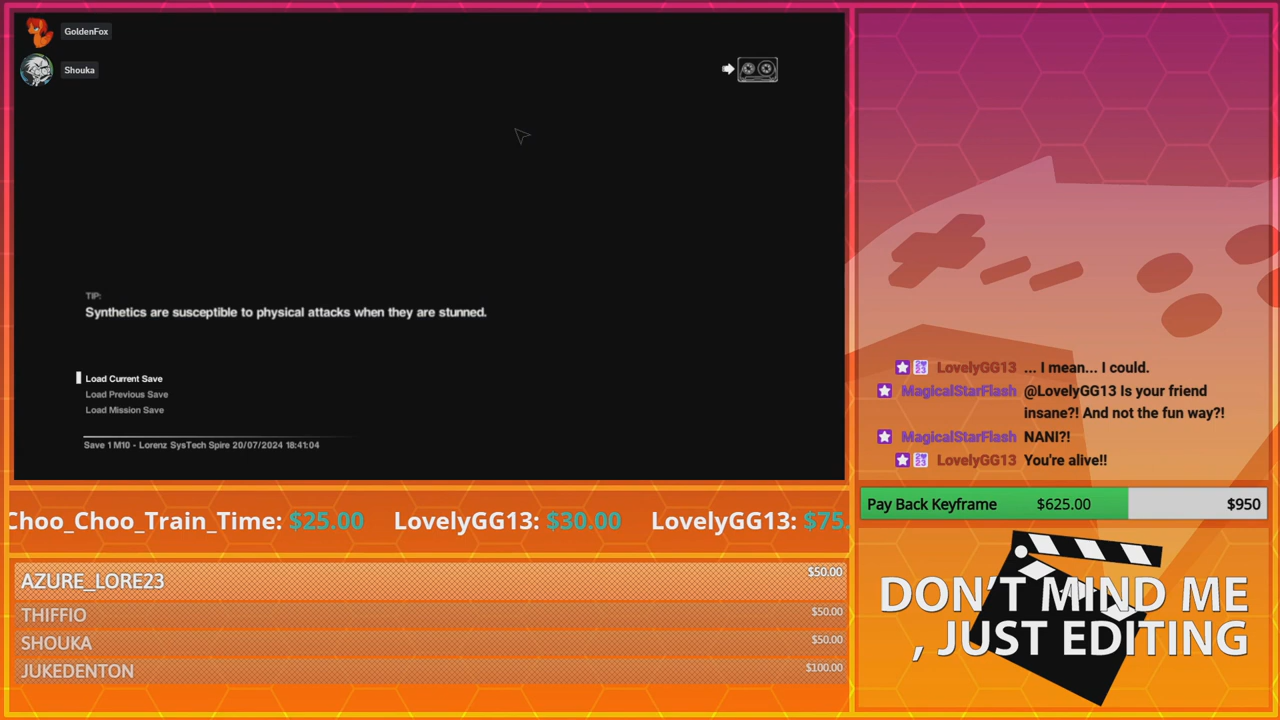 GoldenFox
Shouka
TIP:
Synthetics are susceptible to physical attacks when they are stunned.
Load Current Save
Load Previous Save
Load Mission Save
Save 1 M10 - Lorenz SysTech Spire 20/07/2024 18:41:04
LovelyGG13 ... I mean... I could.
MagicalStarFlash @LovelyGG13 Is your friend
insane?! And not the fun way?!
MagicalStarFlash NANI?!
LovelyGG13 You're alive!!
Pay Back Keyframe $625.00 $950
Choo_Choo_Train_Time: $25.00 LovelyGG13: $30.00 LovelyGG13: $75.
AZURE_LORE23 $50.00
THIFFIO $50.00
SHOUKA $50.00
JUKEDENTON $100.00
DON'T MIND ME
, JUST EDITING